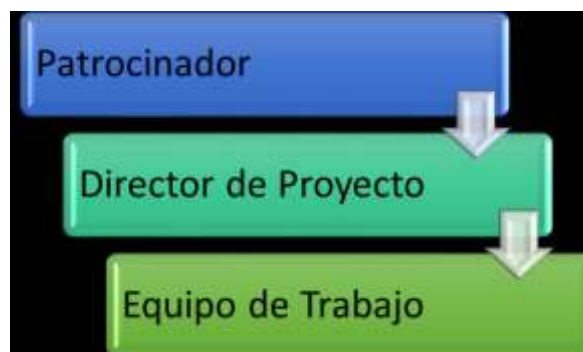 Patrocinador
Director de Proyecto
Equipo de Trabajo